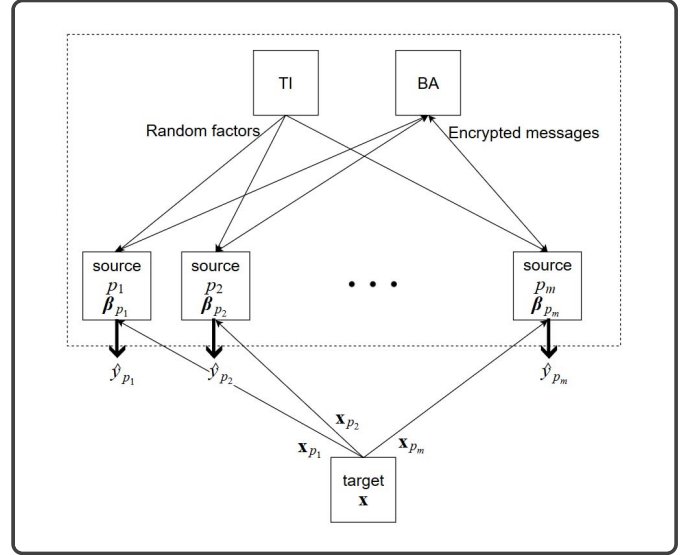 TI
BA
Random factors
Encrypted messages
source
p₁
𝜷ₚ₁
source
p₂
𝜷ₚ₂
• • •
source
pₘ
𝜷ₚₘ
ŷₚ₁
ŷₚ₂
ŷₚₘ
𝐱ₚ₂
𝐱ₚ₁
𝐱ₚₘ
target
𝐱